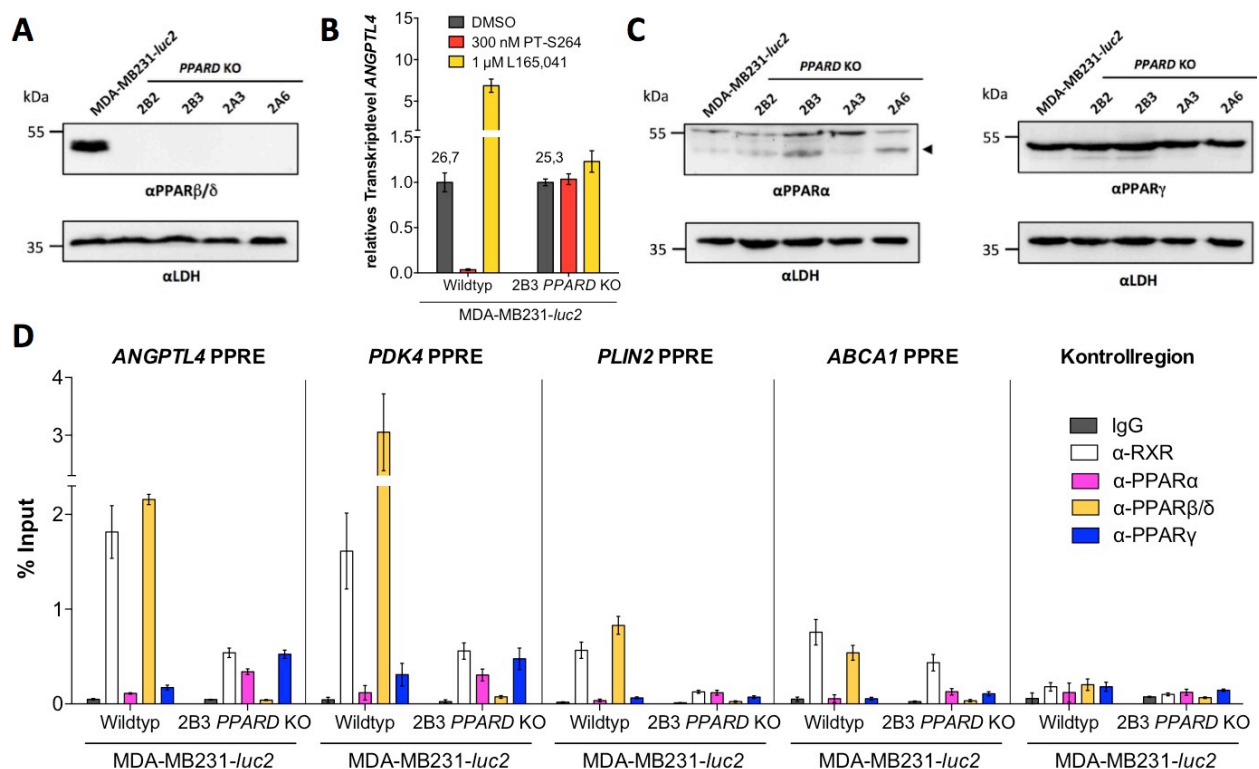 A
MDA-MB231-luc2
PPARD KO
kDa
2B2
2B3
2A3
2A6
55
αPPARβ/δ
35
αLDH
B
relatives Transkriptlevel ANGPTL4
15
10
5
1.5
1.0
0.5
0.0
DMSO
300 nM PT-S264
1 µM L165,041
26,7
25,3
Wildtyp
2B3 PPARD KO
MDA-MB231-luc2
C
MDA-MB231-luc2
PPARD KO
kDa
2B2
2B3
2A3
2A6
55
αPPARα
35
αLDH
MDA-MB231-luc2
PPARD KO
kDa
2B2
2B3
2A3
2A6
55
αPPARγ
35
αLDH
D
ANGPTL4 PPRE
PDK4 PPRE
PLIN2 PPRE
ABCA1 PPRE
Kontrollregion
% Input
4
3
2
1
0
IgG
α-RXR
α-PPARα
α-PPARβ/δ
α-PPARγ
Wildtyp 2B3 PPARD KO
Wildtyp 2B3 PPARD KO
Wildtyp 2B3 PPARD KO
Wildtyp 2B3 PPARD KO
Wildtyp 2B3 PPARD KO
MDA-MB231-luc2
MDA-MB231-luc2
MDA-MB231-luc2
MDA-MB231-luc2
MDA-MB231-luc2